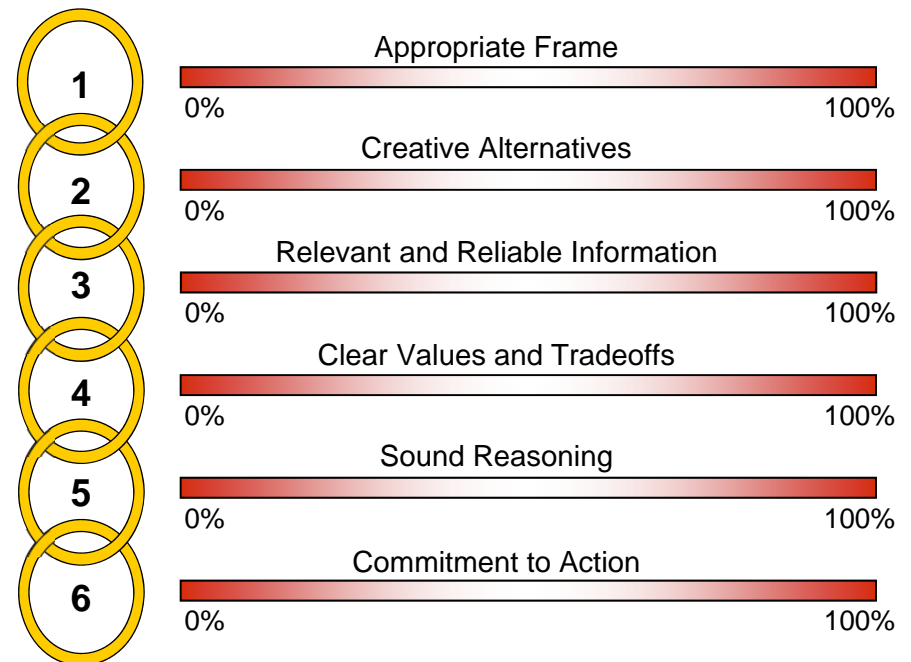 1
Appropriate Frame
0% 100%
2
Creative Alternatives
0% 100%
3
Relevant and Reliable Information
0% 100%
4
Clear Values and Tradeoffs
0% 100%
5
Sound Reasoning
0% 100%
6
Commitment to Action
0% 100%